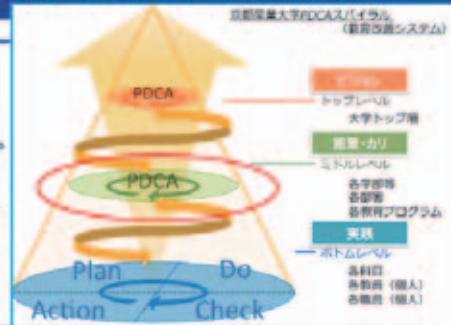 京都産業大学PDCAスパイラル
(教育改善システム)
PDCA
ビジョン
トップレベル
大学トップ層
施策・カリ
ミドルレベル
PDCA
各学部等
各部署
各教育プログラム
実践
ボトムレベル
Plan
Do
Action
Check
各科目
各教員（個人）
各職員（個人）